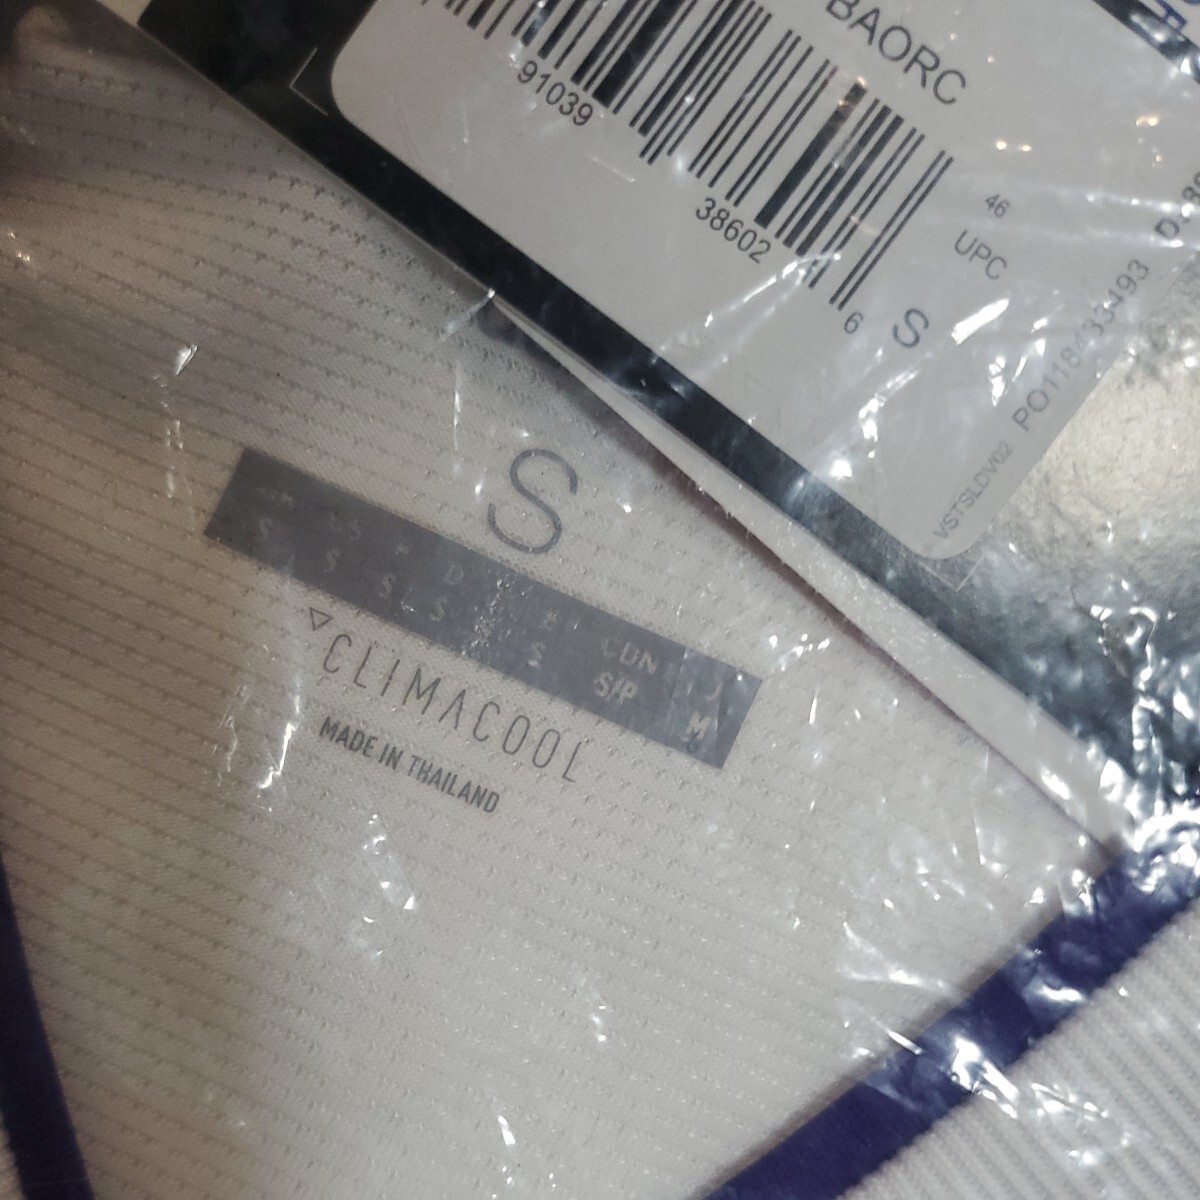 BAORC
91039
38602
6
S
46
UPC
VSTSLDV02
S
S S S S S S/P M
CDN J
CLIMACOOL
MADE IN THAILAND